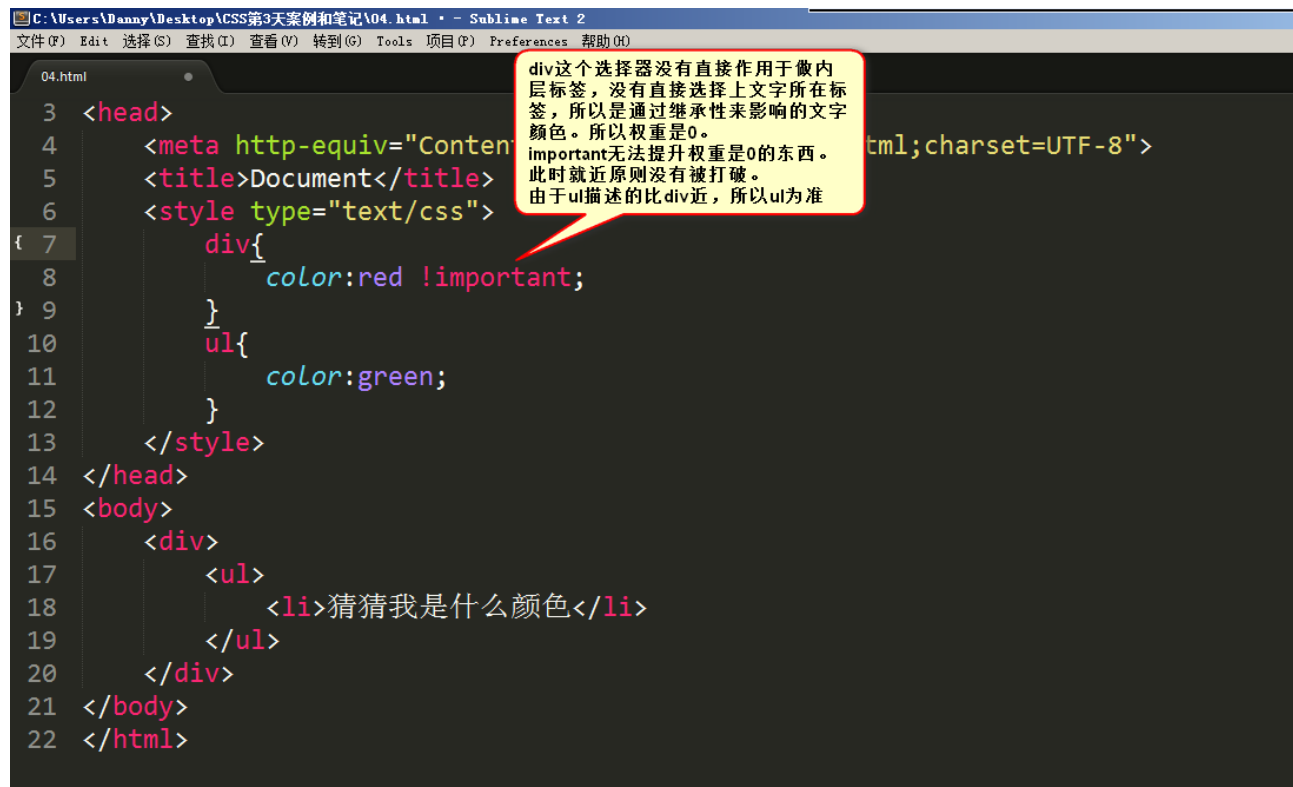 C:\Users\Danny\Desktop\CSS第3天案例和笔记\04.html • - Sublime Text 2
文件(F) Edit 选择(S) 查找(I) 查看(V) 转到(G) Tools 项目(P) Preferences 帮助(H)
04.html
div这个选择器没有直接作用于做内
层标签，没有直接选择上文字所在标
签，所以是通过继承性来影响的文字
颜色。所以权重是0。
important无法提升权重是0的东西。
此时就近原则没有被打破。
由于ul描述的比div近，所以ul为准
3 <head>
4 <meta http-equiv="Conten tml;charset=UTF-8">
5 <title>Document</title>
6 <style type="text/css">
{ 7 div{
8 color:red !important;
} 9 }
10 ul{
11 color:green;
12 }
13 </style>
14 </head>
15 <body>
16 <div>
17 <ul>
18 <li>猜猜我是什么颜色</li>
19 </ul>
20 </div>
21 </body>
22 </html>